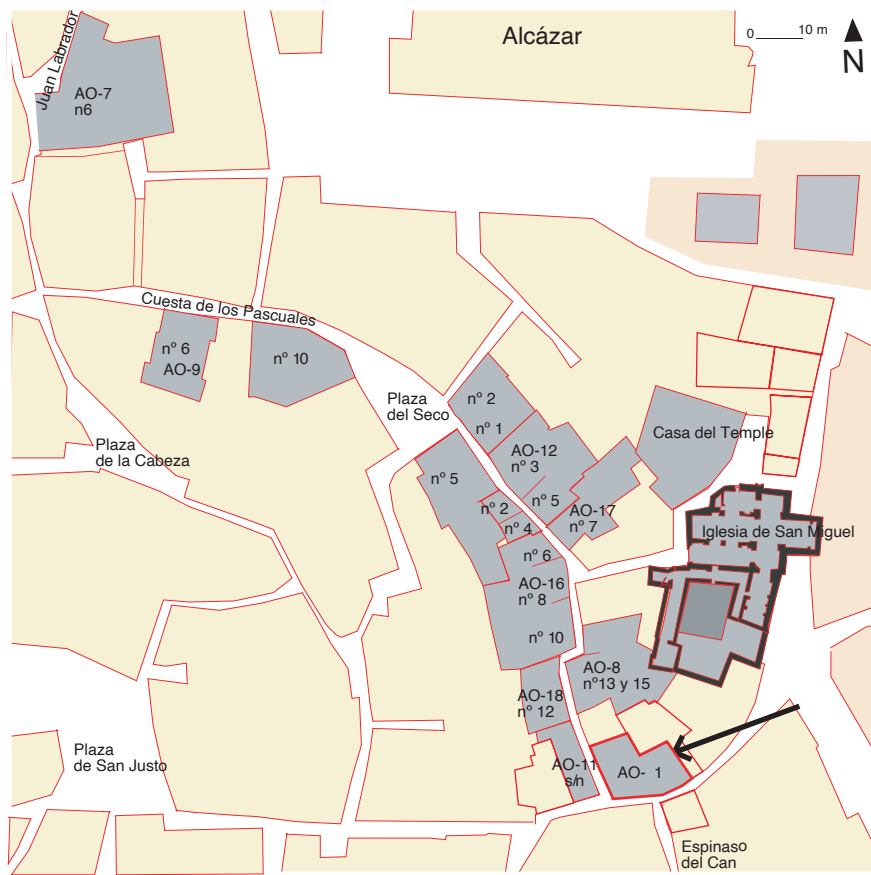 Alcázar
0 10 m
N
Juan Labrador
AO-7
n6
Cuesta de los Pascuales
nº 6
AO-9
nº 10
Plaza
del Seco
nº 2
nº 1
AO-12
nº 3
nº 5
Casa del Temple
Plaza
de la Cabeza
nº 5
nº 2
nº 4
AO-17
nº 7
Iglesia de San Miguel
nº 6
AO-16
nº 8
nº 10
AO-8
nº13 y 15
AO-18
nº 12
Plaza
de San Justo
AO-11
s/n
AO- 1
Espinaso
del Can